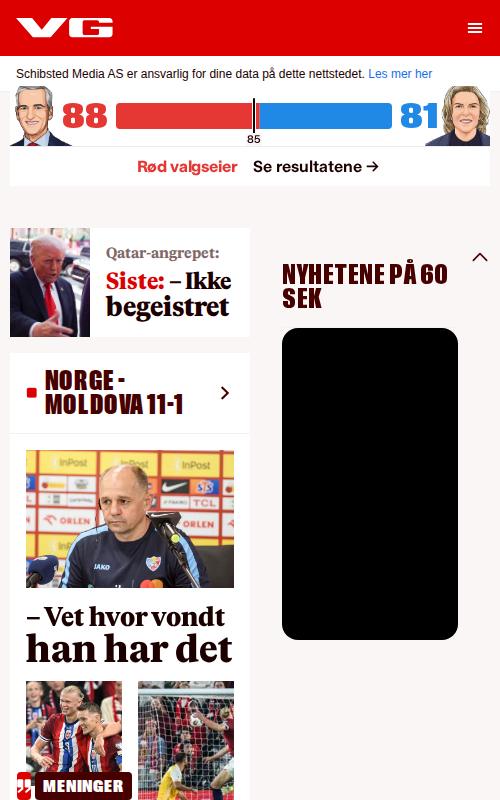 VG
Schibsted Media AS er ansvarlig for dine data på dette nettstedet. Les mer her
88
81
85
Rød valgseier
Se resultatene →
Qatar-angrepet:
Siste: – Ikke
begeistret
NYHETENE PÅ 60
SEK
NORGE -
MOLDOVA 11-1
InPost
InPost
TCL
ORLEN
ORLEN
JAKO
– Vet hvor vondt
han har det
MENINGER